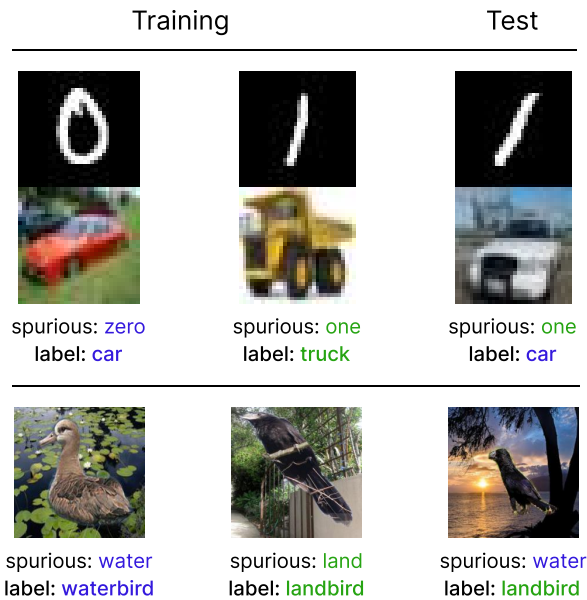 Training Test
spurious: zero spurious: one spurious: one
label: car label: truck label: car
spurious: water spurious: land spurious: water
label: waterbird label: landbird label: landbird